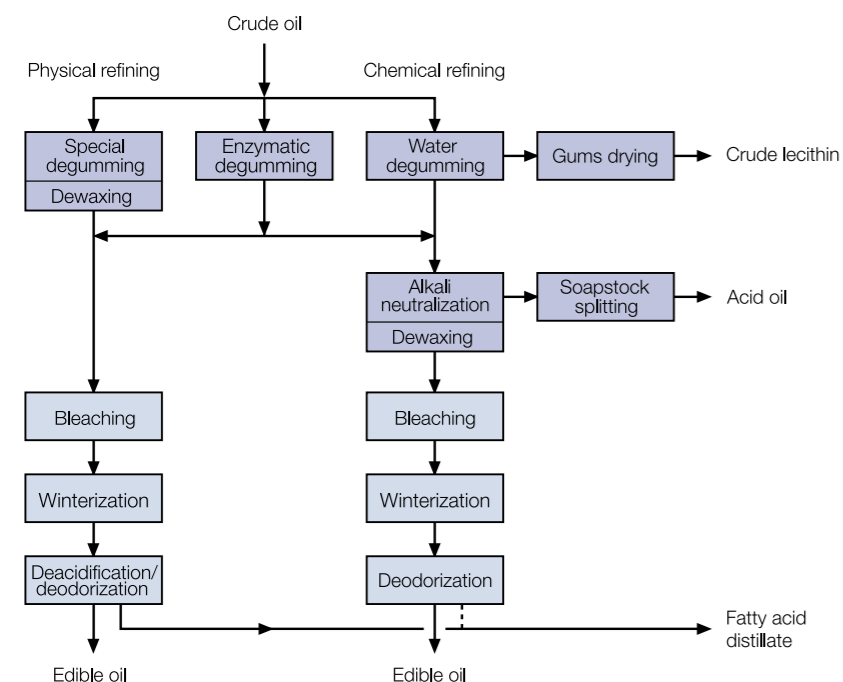 Crude oil
Physical refining
Chemical refining
Special
degumming
Dewaxing
Enzymatic
degumming
Water
degumming
Gums drying
Crude lecithin
Alkali
neutralization
Dewaxing
Soapstock
splitting
Acid oil
Bleaching
Bleaching
Winterization
Winterization
Deacidification/
deodorization
Deodorization
Fatty acid
distillate
Edible oil
Edible oil